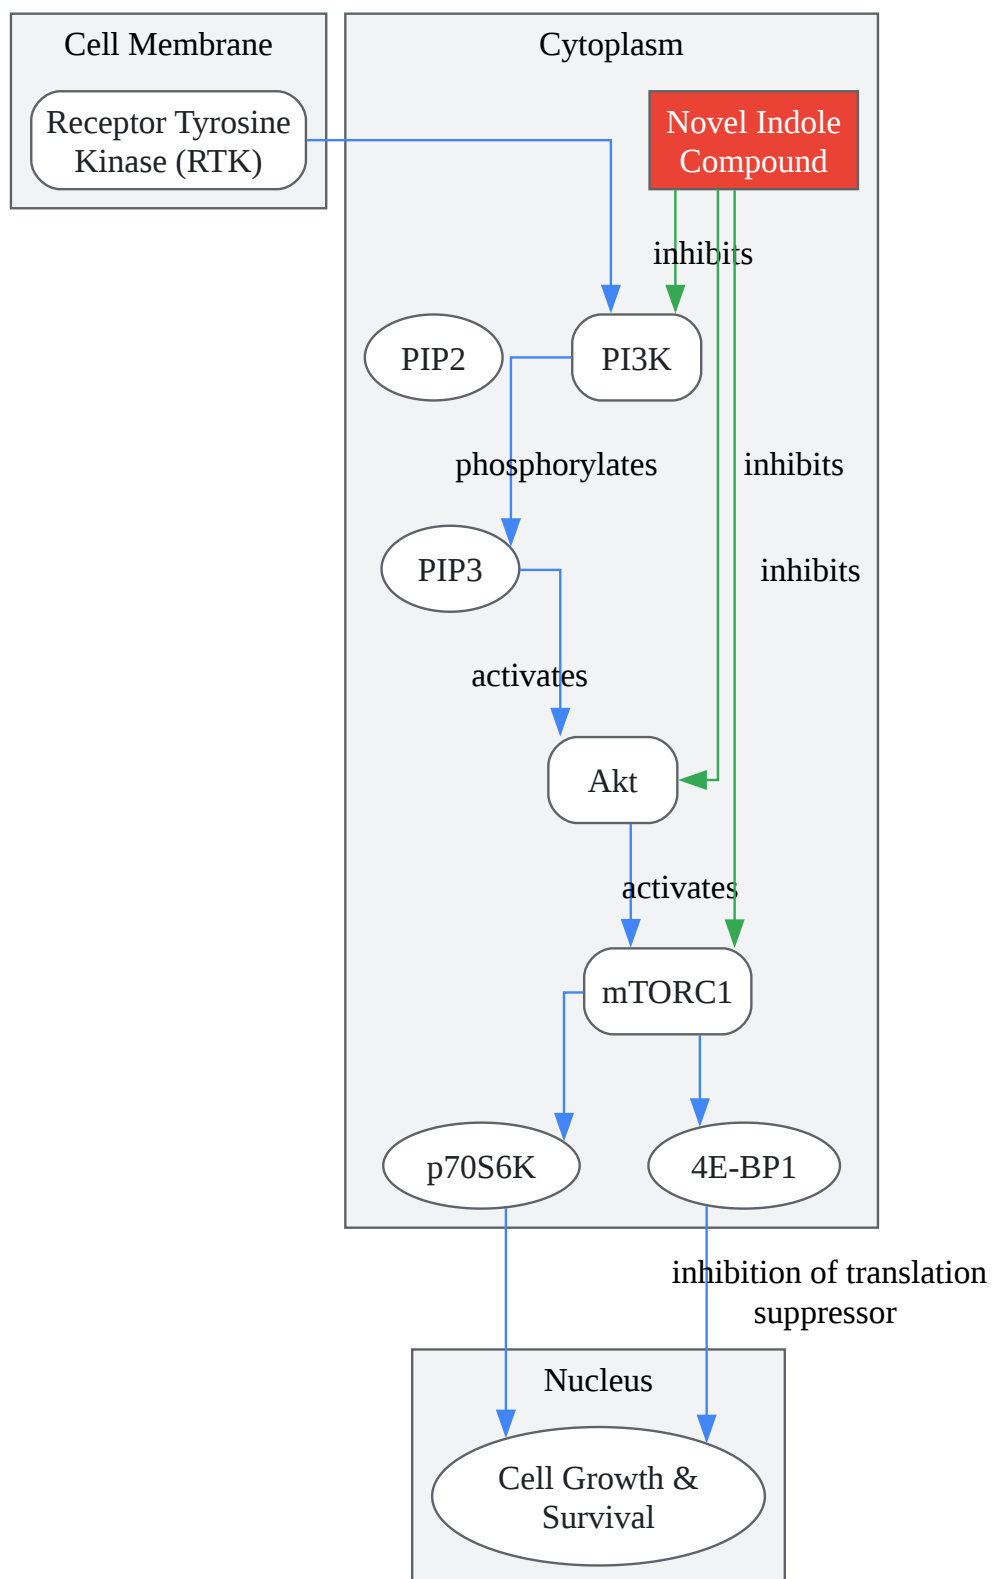 Cell Membrane
Cytoplasm
Receptor Tyrosine
Kinase (RTK)
Novel Indole
Compound
inhibits
PIP2
PI3K
phosphorylates
inhibits
PIP3
inhibits
activates
Akt
activates
mTORC1
p70S6K
4E-BP1
inhibition of translation
suppressor
Nucleus
Cell Growth &
Survival